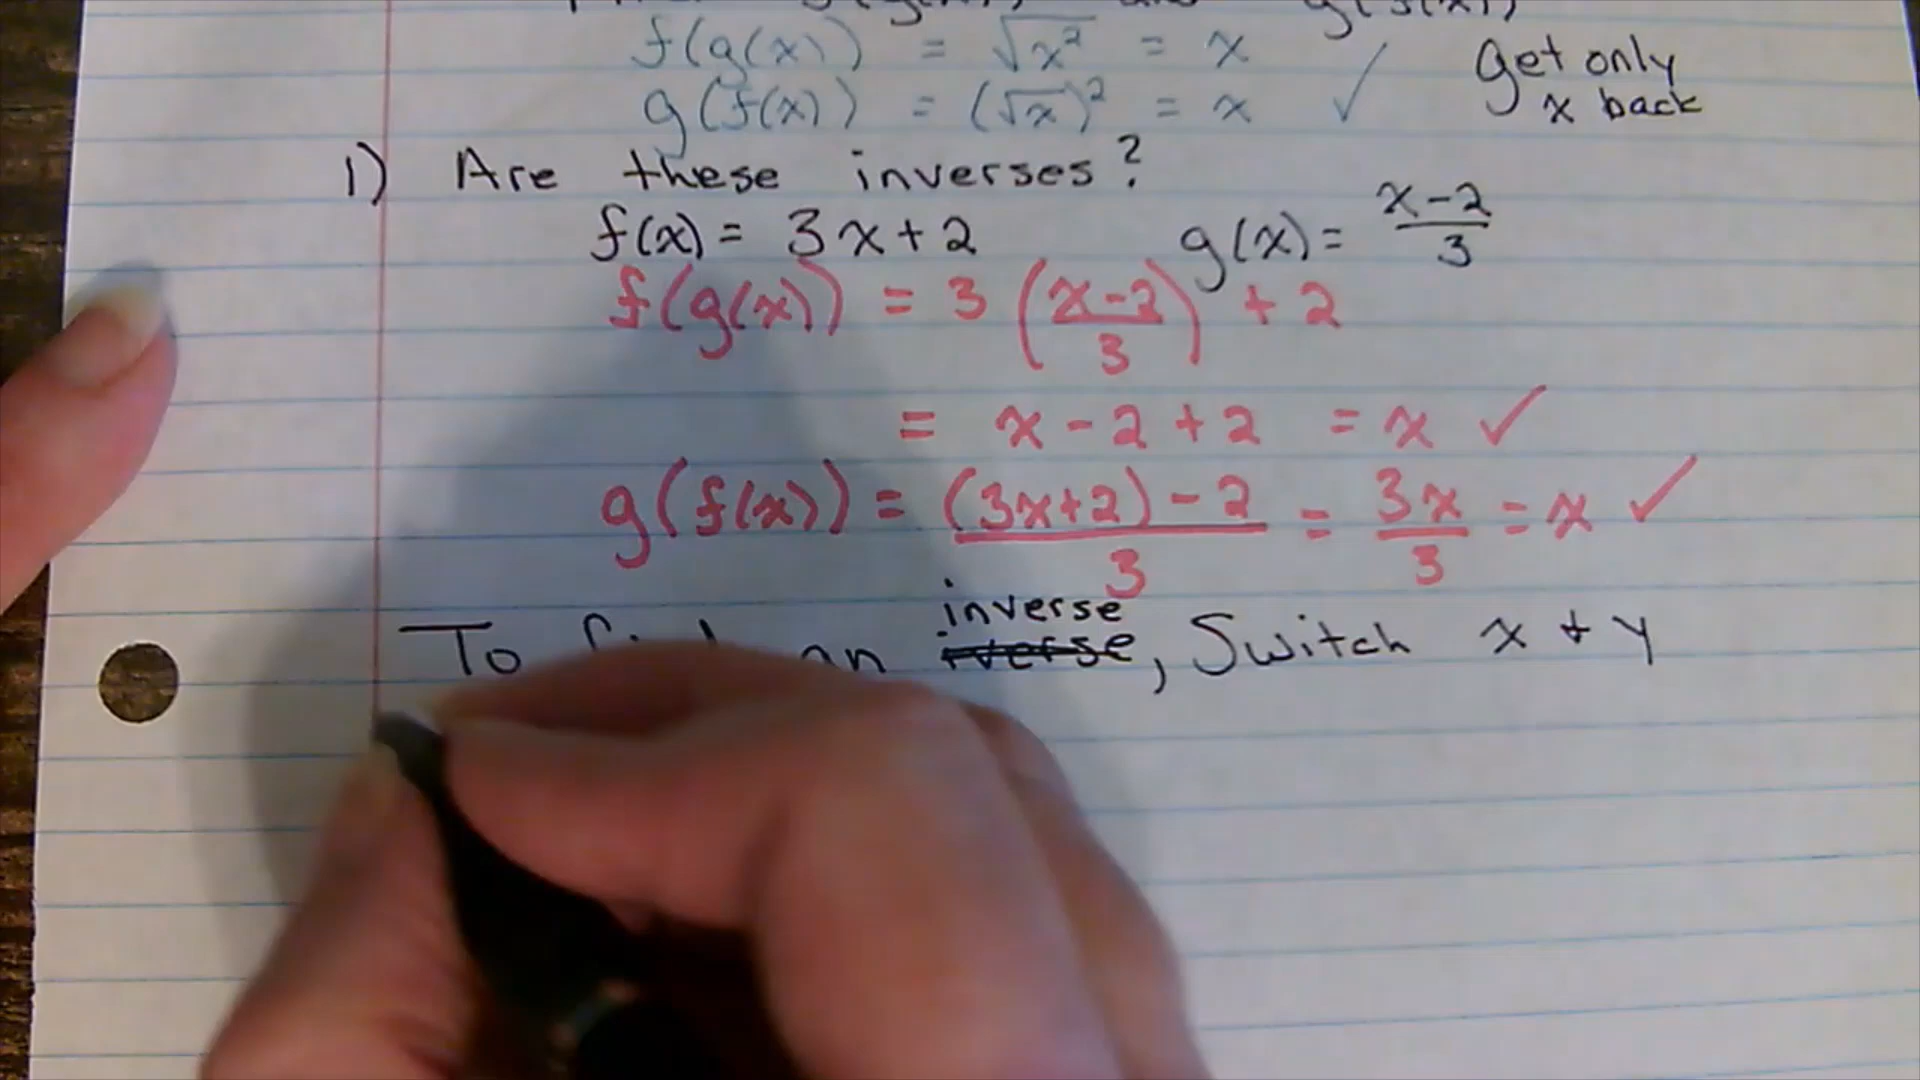 f(g(x)) = √x² = x ✓ Get only
g(f(x)) = (√x)² = x x back
1) Are these inverses?
f(x) = 3x+2 g(x) = (x-2)/3
f(g(x)) = 3 ((x-2)/3) + 2
= x - 2 + 2 = x ✓
g(f(x)) = ((3x+2) - 2)/3 = 3x/3 = x ✓
inverse
To an iverse, Switch x + y